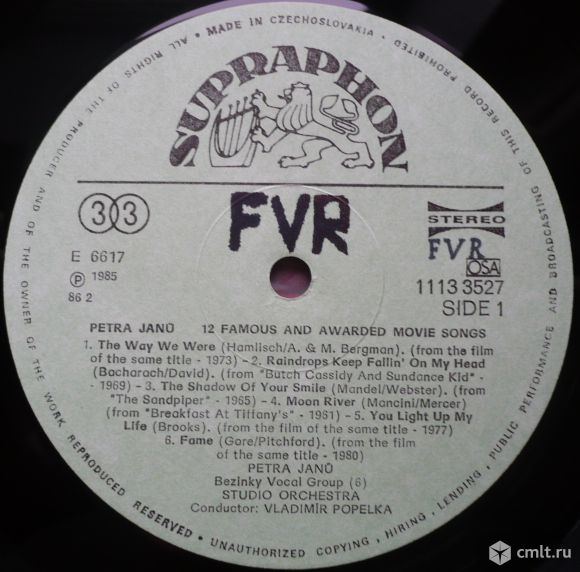 • MADE IN CZECHOSLOVAKIA •
ALL RIGHTS OF THE PRODUCER AND OF THE OWNER OF THE WORK REPRODUCED RESERVED • UNAUTHORIZED COPYING, HIRING, LENDING, PUBLIC PERFORMANCE AND BROADCASTING OF THIS RECORD PROHIBITED
SUPRAPHON
33
FVR
STEREO
FVR
OSA
E 6617
Ⓟ 1985
86 2
1113 3527
SIDE 1
PETRA JANŮ 12 FAMOUS AND AWARDED MOVIE SONGS
1. The Way We Were (Hamlisch/A. & M. Bergman). (from the film
of the same title - 1973) – 2. Raindrops Keep Fallin' On My Head
(Bacharach/David). (from "Butch Cassidy And Sundance Kid" -
- 1969) – 3. The Shadow Of Your Smile (Mandel/Webster). (from
"The Sandpiper" - 1965) – 4. Moon River (Mancini/Mercer)
(from "Breakfast At Tiffany's" - 1961) – 5. You Light Up My
Life (Brooks). (from the film of the same title - 1977)
6. Fame (Gore/Pitchford). (from the film
of the same title - 1980)
PETRA JANŮ
Bezinky Vocal Group (6)
STUDIO ORCHESTRA
Conductor: VLADIMÍR POPELKA
cmlt.ru